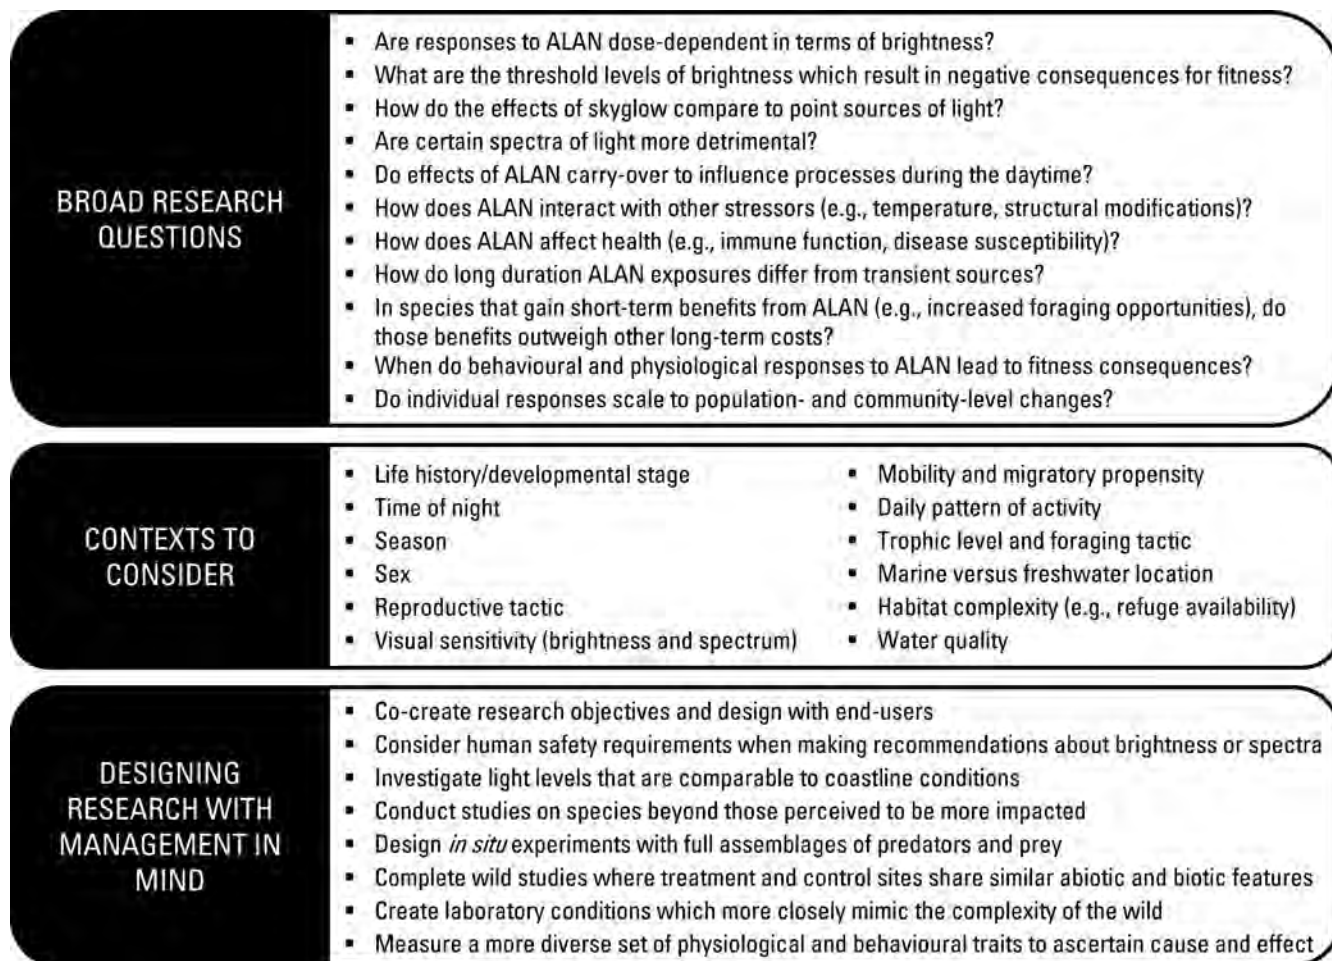 BROAD RESEARCH
QUESTIONS
▪ Are responses to ALAN dose-dependent in terms of brightness?
▪ What are the threshold levels of brightness which result in negative consequences for fitness?
▪ How do the effects of skyglow compare to point sources of light?
▪ Are certain spectra of light more detrimental?
▪ Do effects of ALAN carry-over to influence processes during the daytime?
▪ How does ALAN interact with other stressors (e.g., temperature, structural modifications)?
▪ How does ALAN affect health (e.g., immune function, disease susceptibility)?
▪ How do long duration ALAN exposures differ from transient sources?
▪ In species that gain short-term benefits from ALAN (e.g., increased foraging opportunities), do
those benefits outweigh other long-term costs?
▪ When do behavioural and physiological responses to ALAN lead to fitness consequences?
▪ Do individual responses scale to population- and community-level changes?
CONTEXTS TO
CONSIDER
▪ Life history/developmental stage
▪ Time of night
▪ Season
▪ Sex
▪ Reproductive tactic
▪ Visual sensitivity (brightness and spectrum)
▪ Mobility and migratory propensity
▪ Daily pattern of activity
▪ Trophic level and foraging tactic
▪ Marine versus freshwater location
▪ Habitat complexity (e.g., refuge availability)
▪ Water quality
DESIGNING
RESEARCH WITH
MANAGEMENT IN
MIND
▪ Co-create research objectives and design with end-users
▪ Consider human safety requirements when making recommendations about brightness or spectra
▪ Investigate light levels that are comparable to coastline conditions
▪ Conduct studies on species beyond those perceived to be more impacted
▪ Design in situ experiments with full assemblages of predators and prey
▪ Complete wild studies where treatment and control sites share similar abiotic and biotic features
▪ Create laboratory conditions which more closely mimic the complexity of the wild
▪ Measure a more diverse set of physiological and behavioural traits to ascertain cause and effect